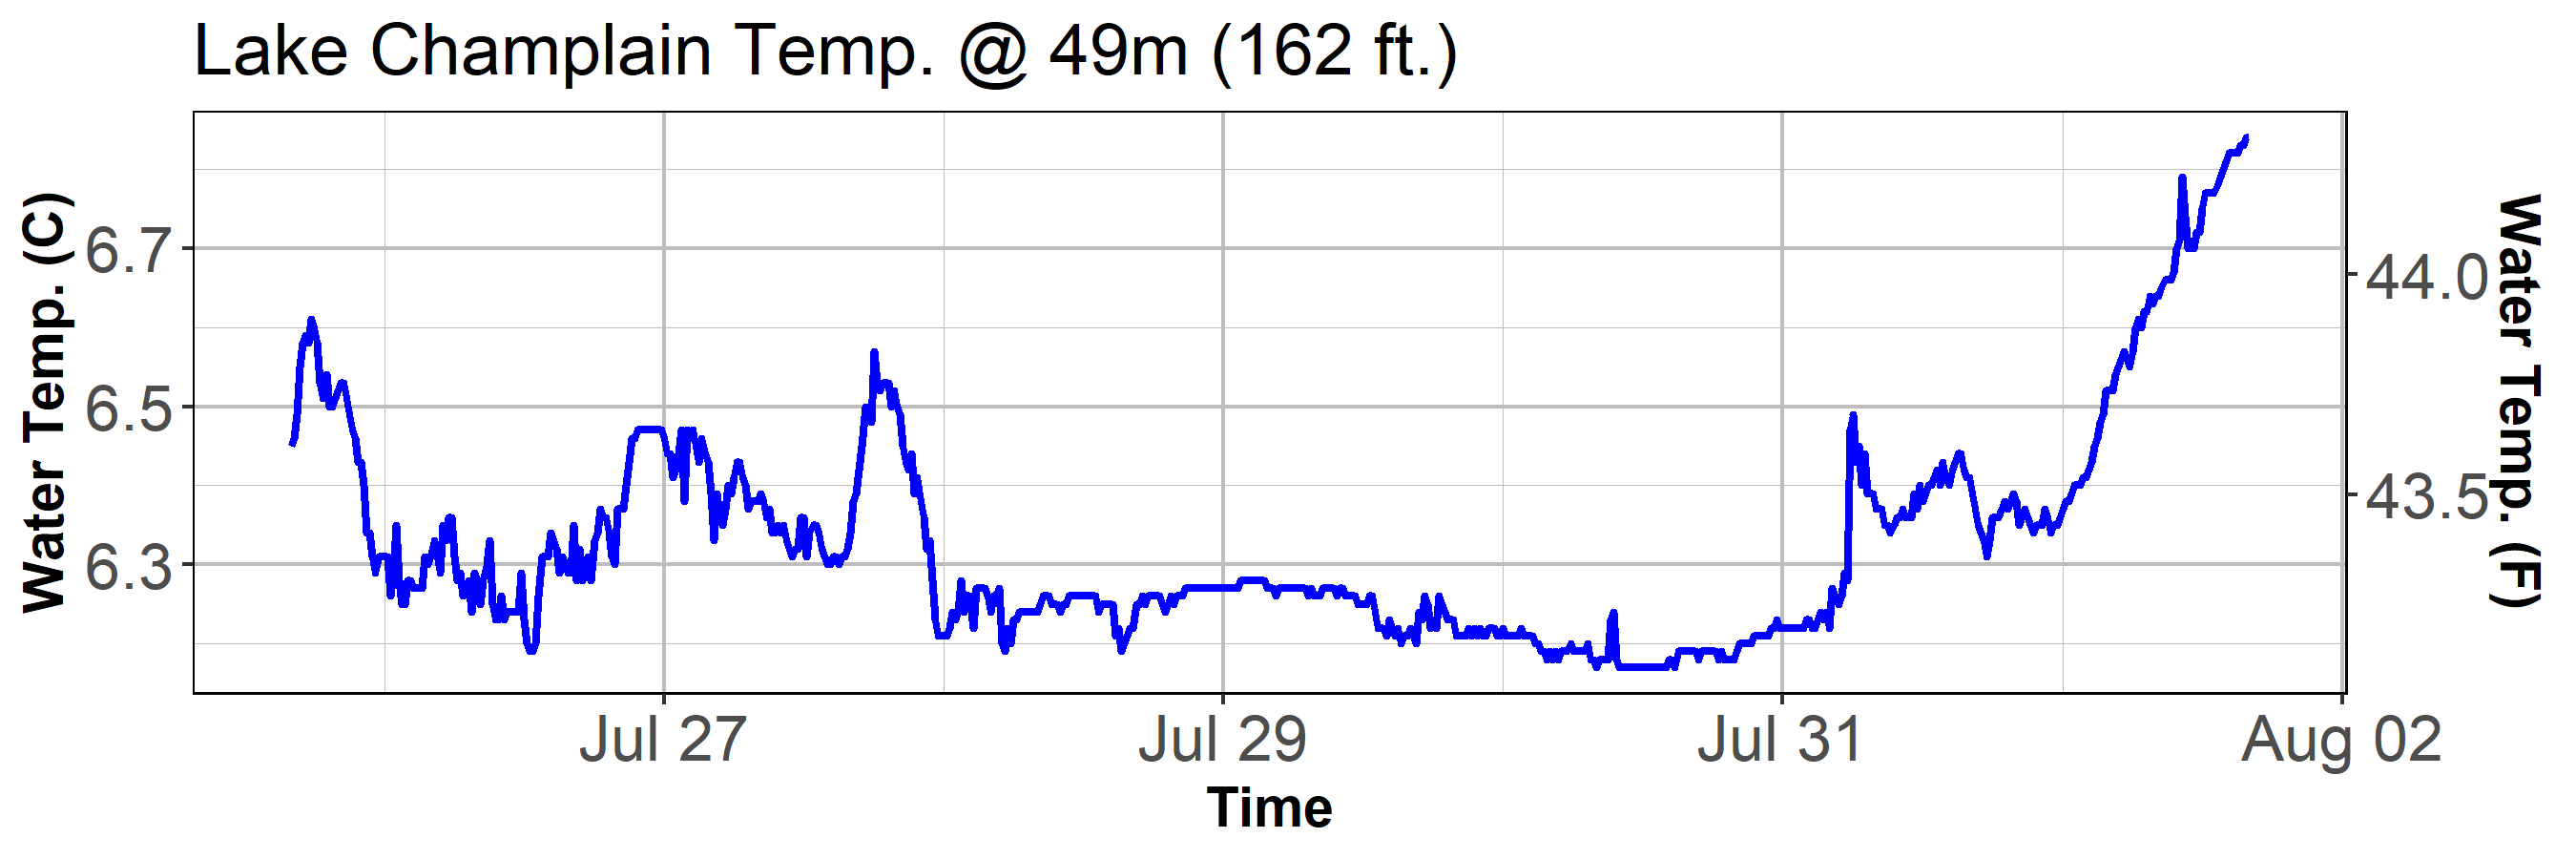 Lake Champlain Temp. @ 49m (162 ft.)
Water Temp. (C)
6.7
6.5
6.3
44.0
43.5
Water Temp. (F)
Jul 27
Jul 29
Jul 31
Aug 02
Time